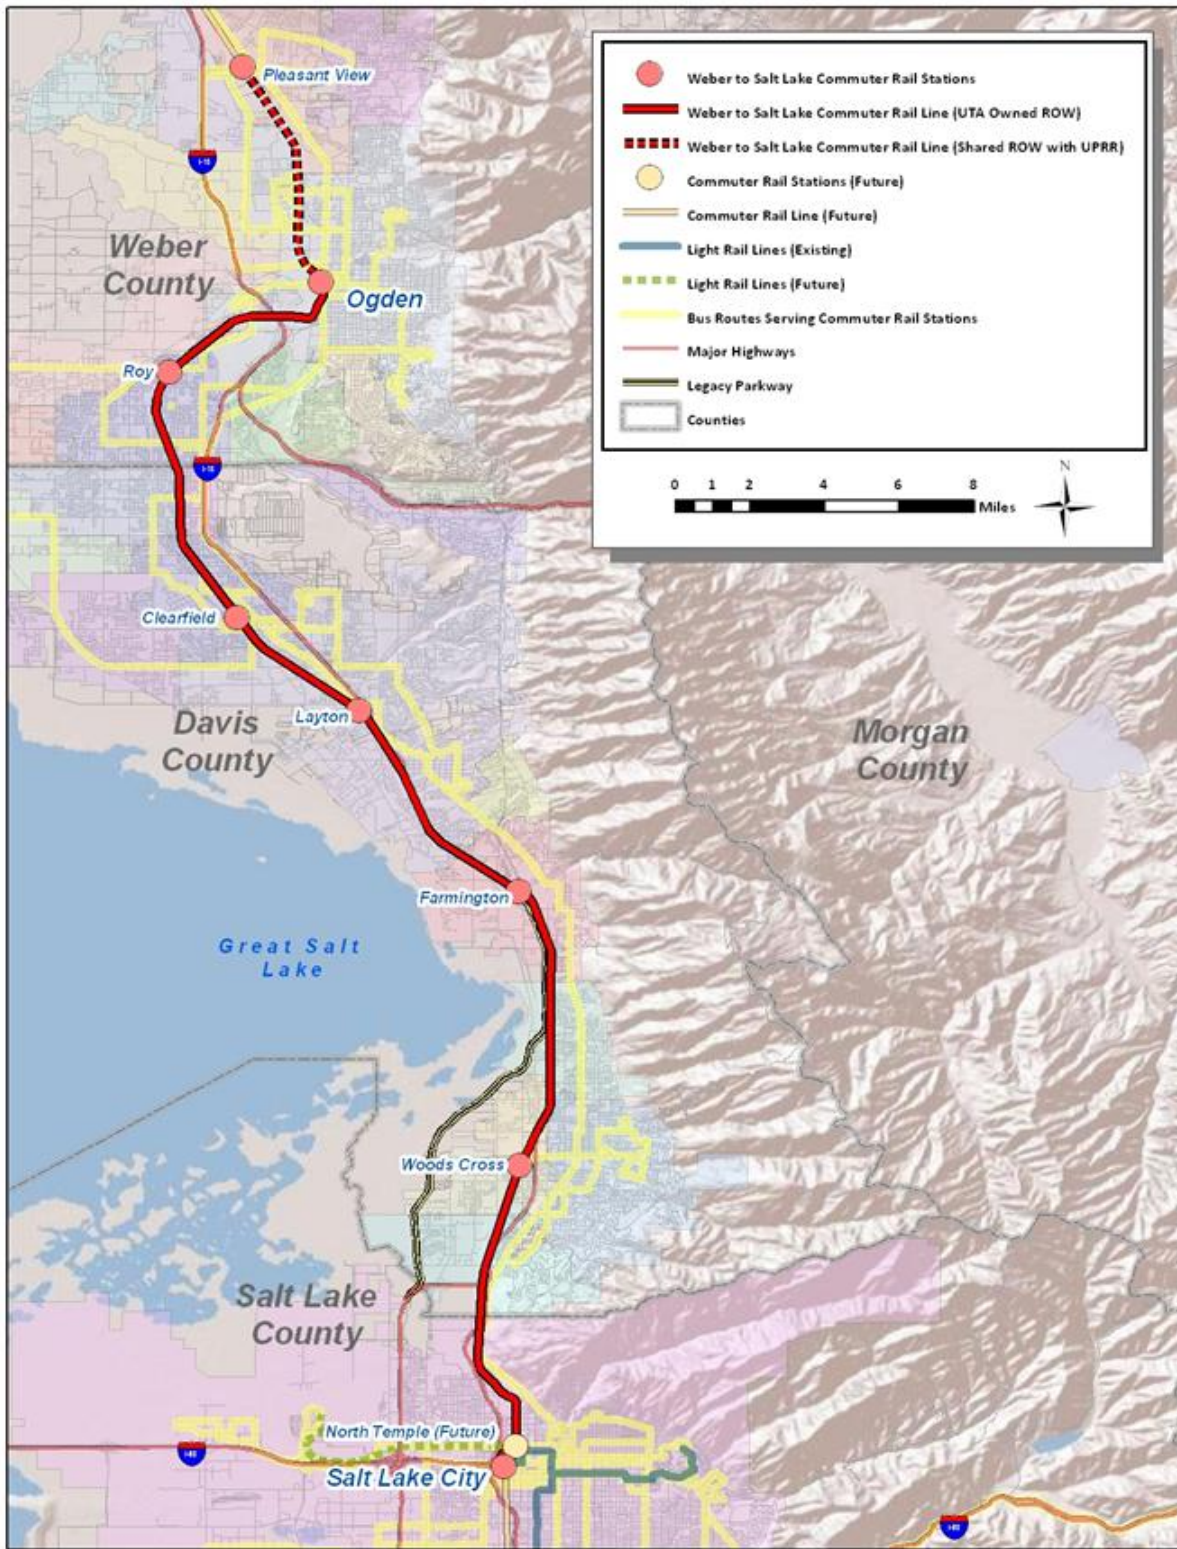 Pleasant View
I-15
Weber
County
Ogden
Roy
I-15
Clearfield
Layton
Davis
County
Morgan
County
Farmington
Great Salt
Lake
Woods Cross
Salt Lake
County
North Temple (Future)
I-80
Salt Lake City
I-80
Weber to Salt Lake Commuter Rail Stations
Weber to Salt Lake Commuter Rail Line (UTA Owned ROW)
Weber to Salt Lake Commuter Rail Line (Shared ROW with UPRR)
Commuter Rail Stations (Future)
Commuter Rail Line (Future)
Light Rail Lines (Existing)
Light Rail Lines (Future)
Bus Routes Serving Commuter Rail Stations
Major Highways
Legacy Parkway
Counties
0 1 2 4 6 8
Miles
N